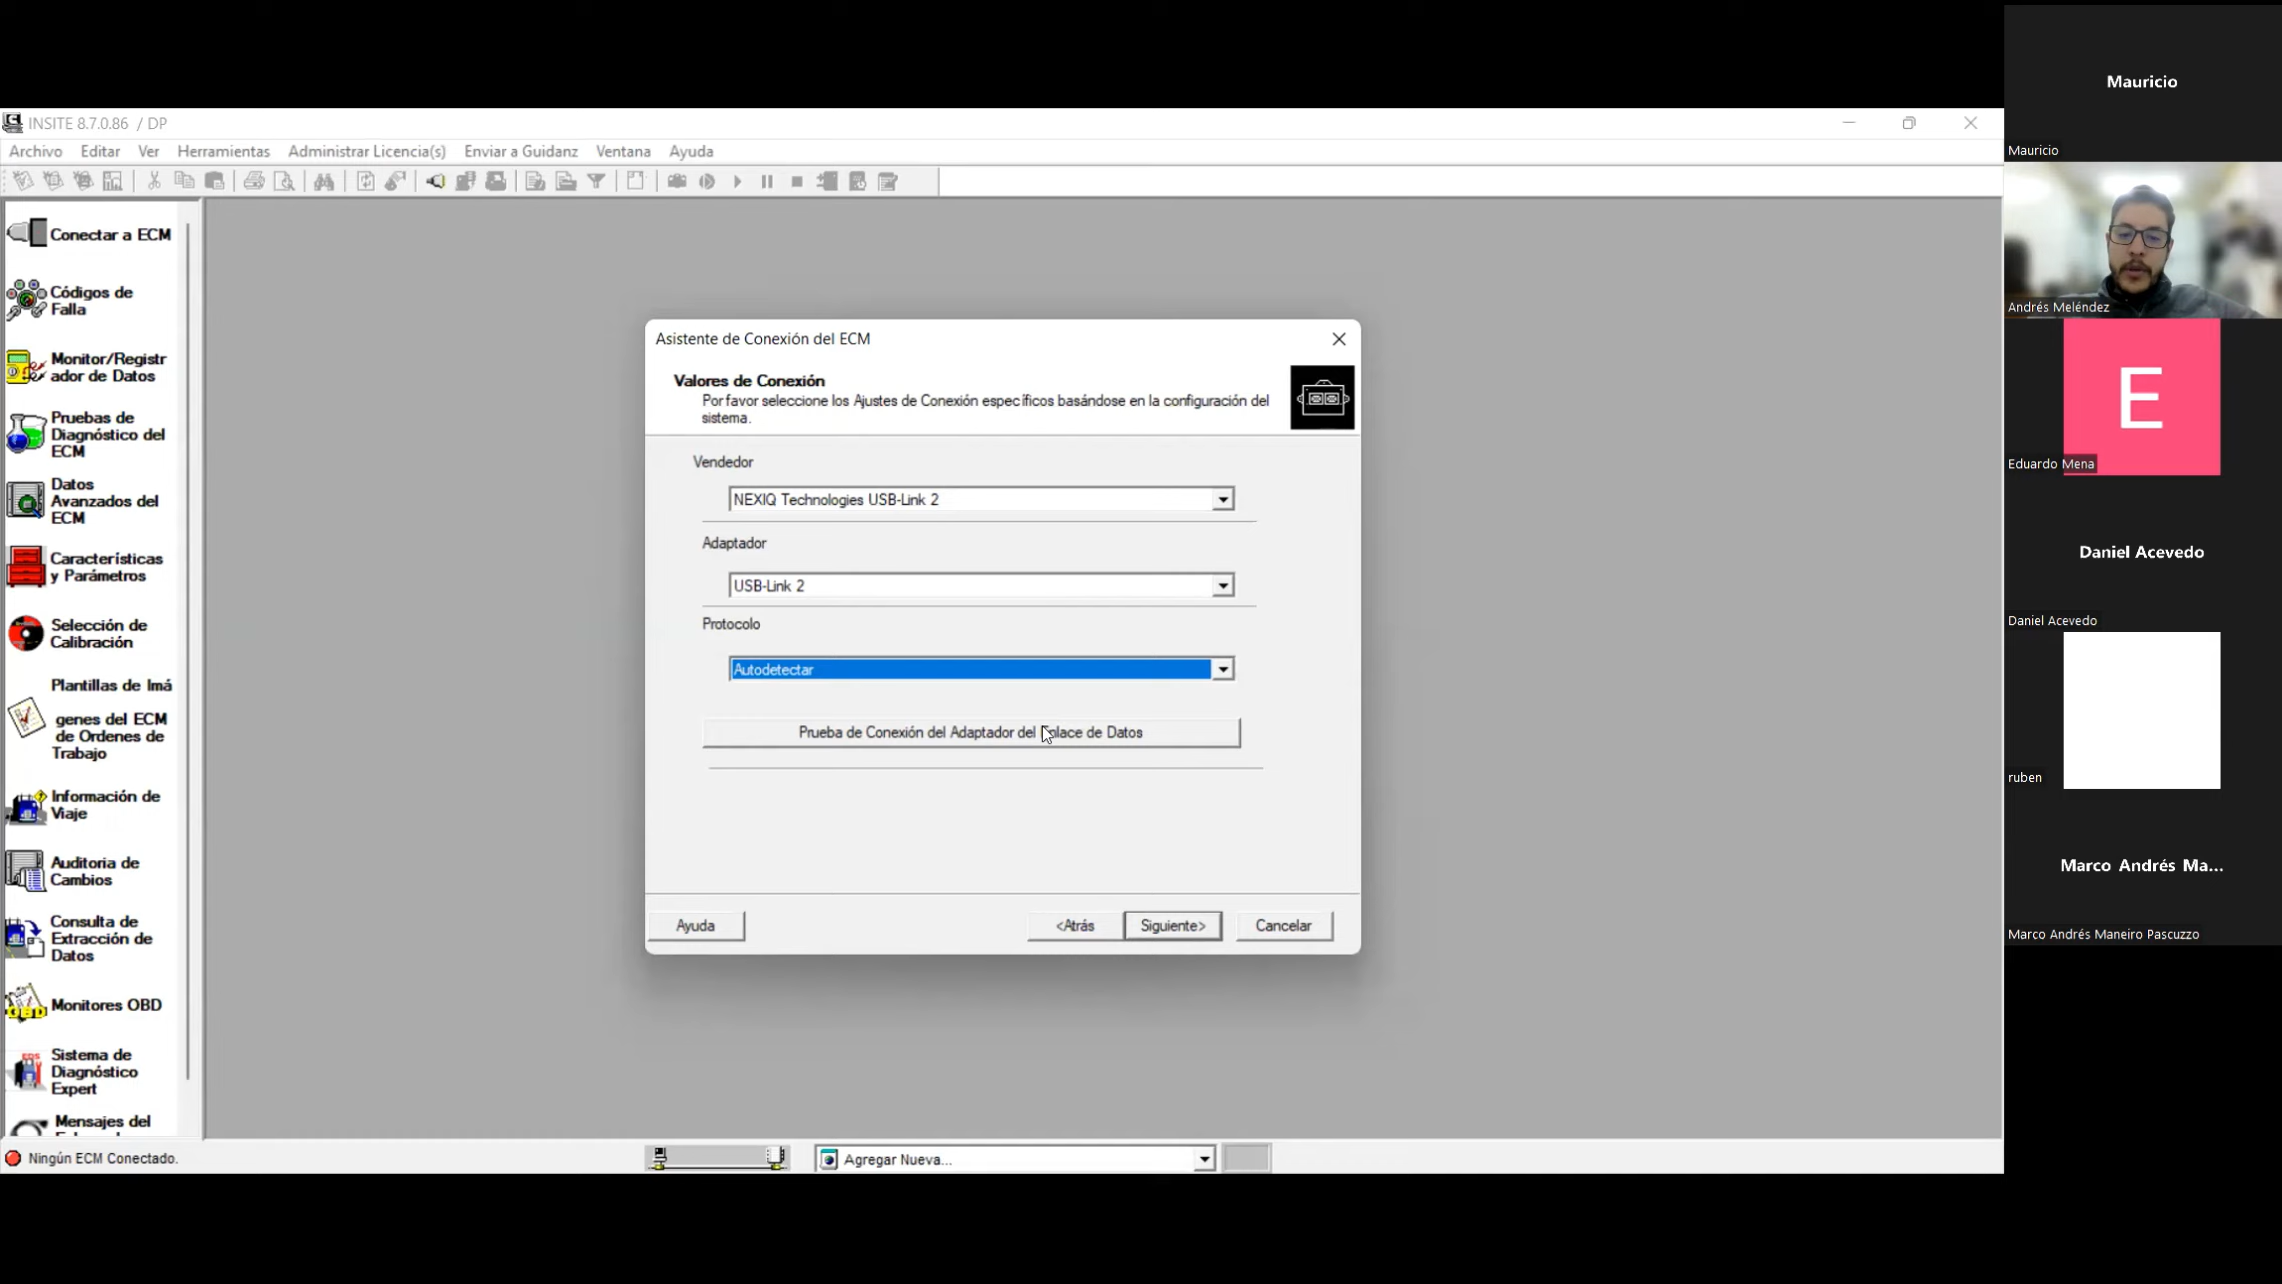 INSITE 8.7.0.86 / DP
Archivo Editar Ver Herramientas Administrar Licencia(s) Enviar a Guidanz Ventana Ayuda
Conectar a ECM
Códigos de
Falla
Monitor/Registr
ador de Datos
Pruebas de
Diagnóstico del
ECM
Datos
Avanzados del
ECM
Características
y Parámetros
Selección de
Calibración
Plantillas de Imá
genes del ECM
de Ordenes de
Trabajo
Información de
Viaje
Auditoria de
Cambios
Consulta de
Extracción de
Datos
Monitores OBD
Sistema de
Diagnóstico
Expert
Mensajes del
Asistente de Conexión del ECM
Valores de Conexión
Por favor seleccione los Ajustes de Conexión específicos basándose en la configuración del
sistema.
Vendedor
NEXIQ Technologies USB-Link 2
Adaptador
USB-Link 2
Protocolo
Autodetectar
Prueba de Conexión del Adaptador del Enlace de Datos
Ayuda
<Atrás
Siguiente>
Cancelar
Ningún ECM Conectado.
Agregar Nueva...
Mauricio
Mauricio
Andrés Meléndez
E
Eduardo Mena
Daniel Acevedo
Daniel Acevedo
ruben
Marco Andrés Ma...
Marco Andrés Maneiro Pascuzzo